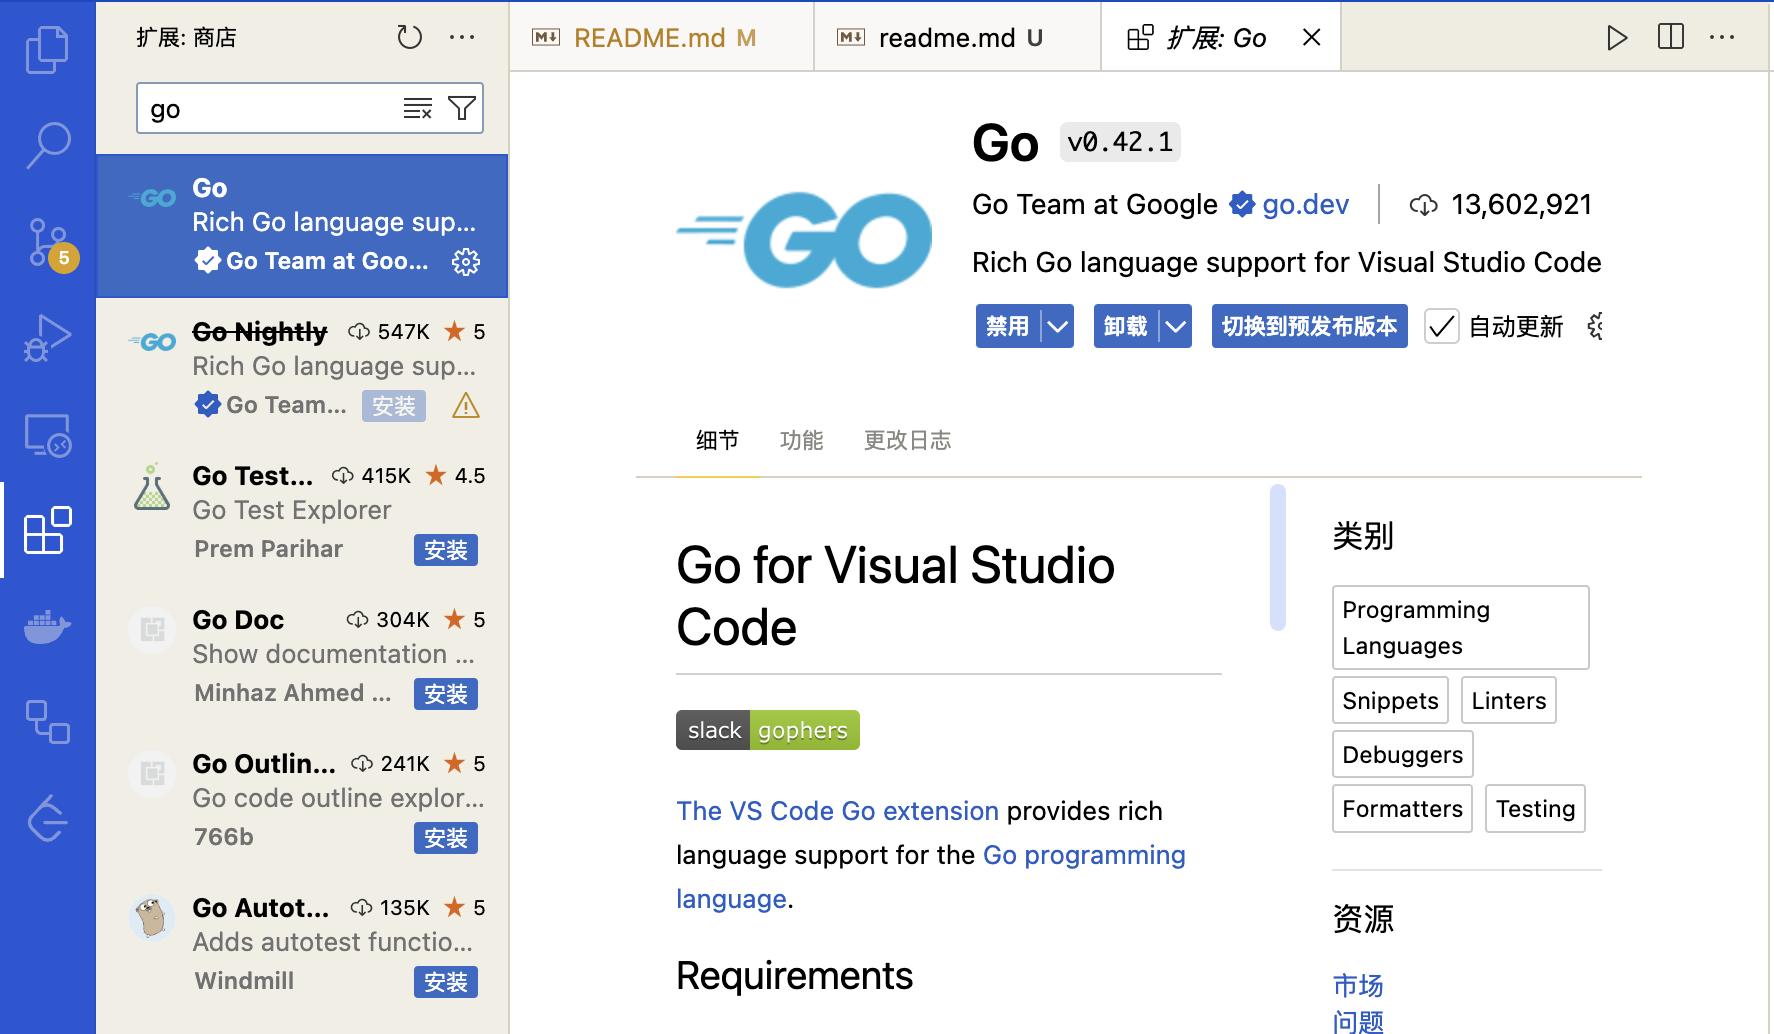 扩展: 商店
go
GO
Go
Rich Go language sup...
Go Team at Goo...
GO
Go Nightly 547K 5
Rich Go language sup...
Go Team... 安装
Go Test... 415K 4.5
Go Test Explorer
Prem Parihar 安装
Go Doc 304K 5
Show documentation ...
Minhaz Ahmed ... 安装
Go Outlin... 241K 5
Go code outline explor...
766b 安装
Go Autot... 135K 5
Adds autotest functio...
Windmill 安装
5
README.md M
readme.md U
扩展: Go
GO
Go v0.42.1
Go Team at Google go.dev 13,602,921
Rich Go language support for Visual Studio Code
禁用 卸载 切换到预发布版本 自动更新
细节 功能 更改日志
Go for Visual Studio
Code
slack gophers
The VS Code Go extension provides rich
language support for the Go programming
language.
Requirements
类别
Programming
Languages
Snippets Linters
Debuggers
Formatters Testing
资源
市场
问题